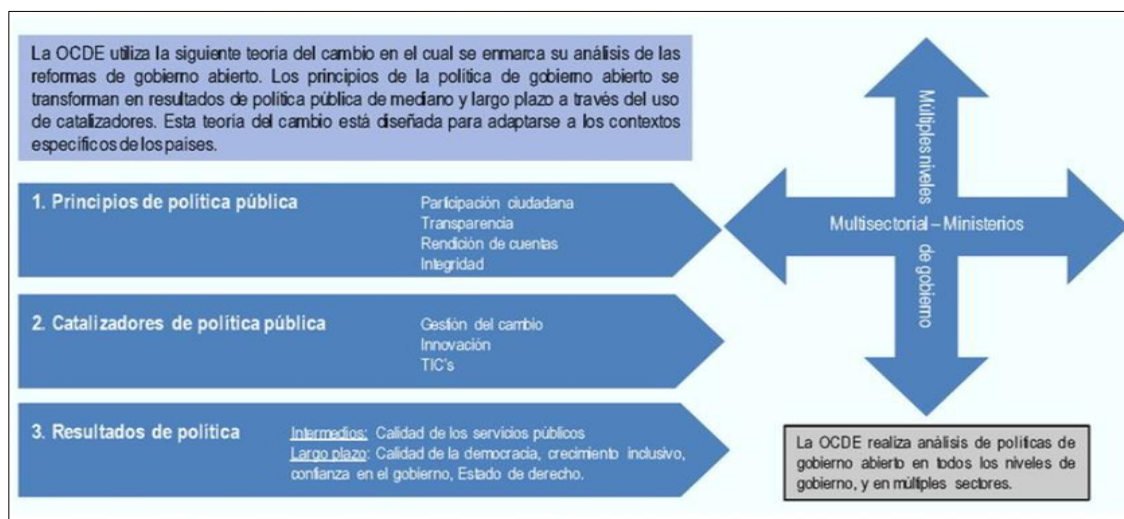 La OCDE utiliza la siguiente teoría del cambio en el cual se enmarca su análisis de las
reformas de gobierno abierto. Los principios de la política de gobierno abierto se
transforman en resultados de política pública de mediano y largo plazo a través del uso
de catalizadores. Esta teoría del cambio está diseñada para adaptarse a los contextos
específicos de los países.
1. Principios de política pública
Participación ciudadana
Transparencia
Rendición de cuentas
Integridad
2. Catalizadores de política pública
Gestión del cambio
Innovación
TIC's
3. Resultados de política
Intermedios: Calidad de los servicios públicos
Largo plazo: Calidad de la democracia, crecimiento inclusivo,
confianza en el gobierno, Estado de derecho.
Múltiples niveles de gobierno
Multisectorial – Ministerios
La OCDE realiza análisis de políticas de
gobierno abierto en todos los niveles de
gobierno, y en múltiples sectores.